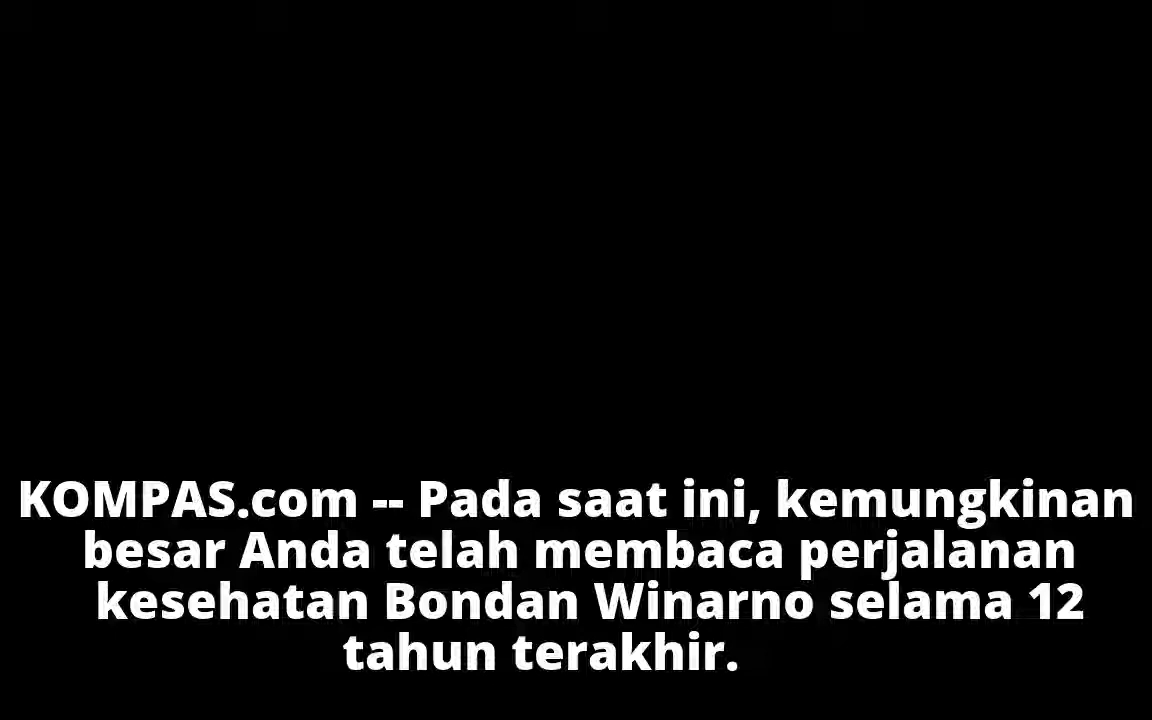 KOMPAS.com -- Pada saat ini, kemungkinan
besar Anda telah membaca perjalanan
kesehatan Bondan Winarno selama 12
tahun terakhir.